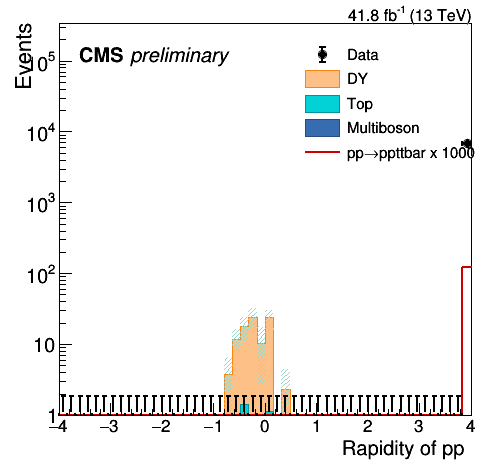 41.8 fb⁻¹ (13 TeV)
Events
CMS preliminary
Data
DY
Top
Multiboson
pp→ppttbar x 1000
10⁵
10⁴
10³
10²
10
1
−4 −3 −2 −1 0 1 2 3 4
Rapidity of pp